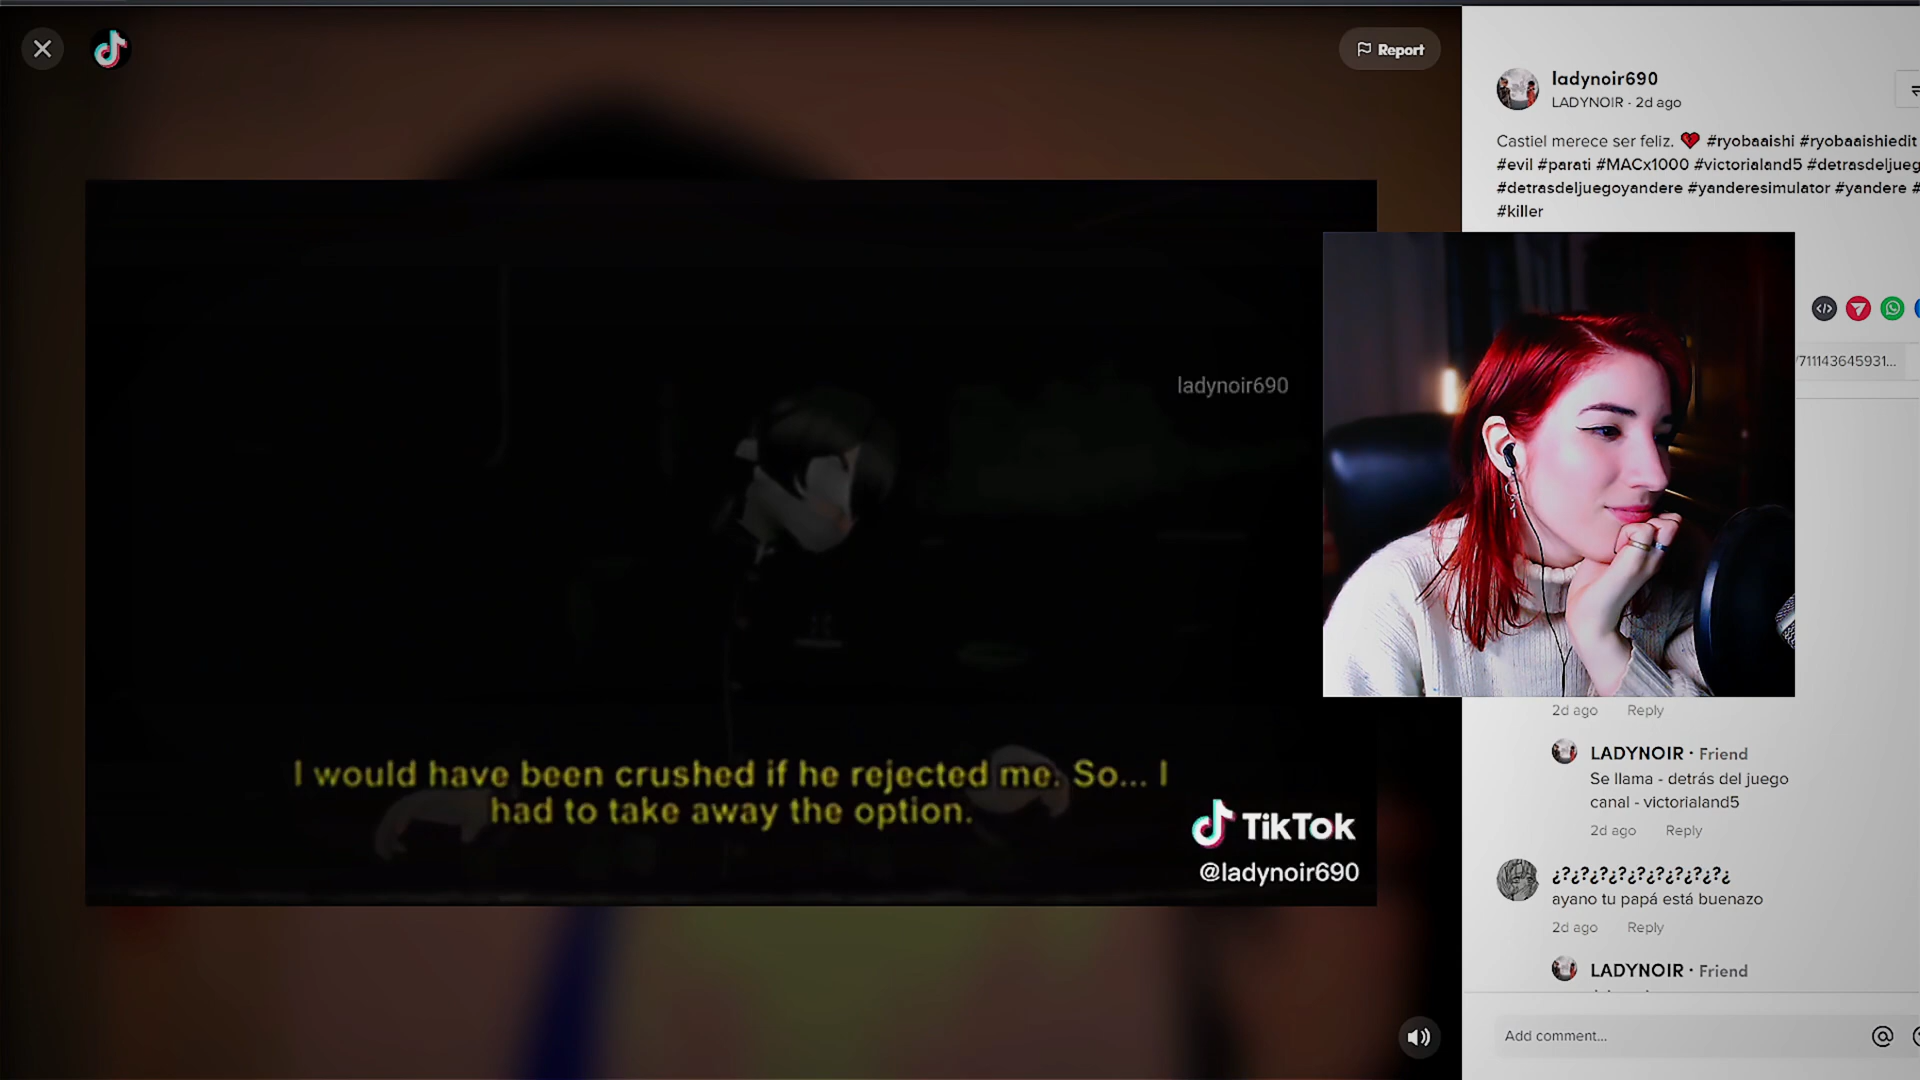 Report
ladynoir690
LADYNOIR · 2d ago
Castiel merece ser feliz. #ryobaaishi #ryobaaishiedit
#evil #parati #MACx1000 #victorialand5 #detrasdeljueg
#detrasdeljuegoyandere #yanderesimulator #yandere #
#killer
ladynoir690
/711143645931...
I would have been crushed if he rejected me. So... I
had to take away the option.
TikTok
@ladynoir690
2d ago Reply
LADYNOIR · Friend
Se llama - detrás del juego
canal - victorialand5
2d ago Reply
¿?¿?¿?¿?¿?¿?¿?¿?¿?¿
ayano tu papá está buenazo
2d ago Reply
LADYNOIR · Friend
Add comment...